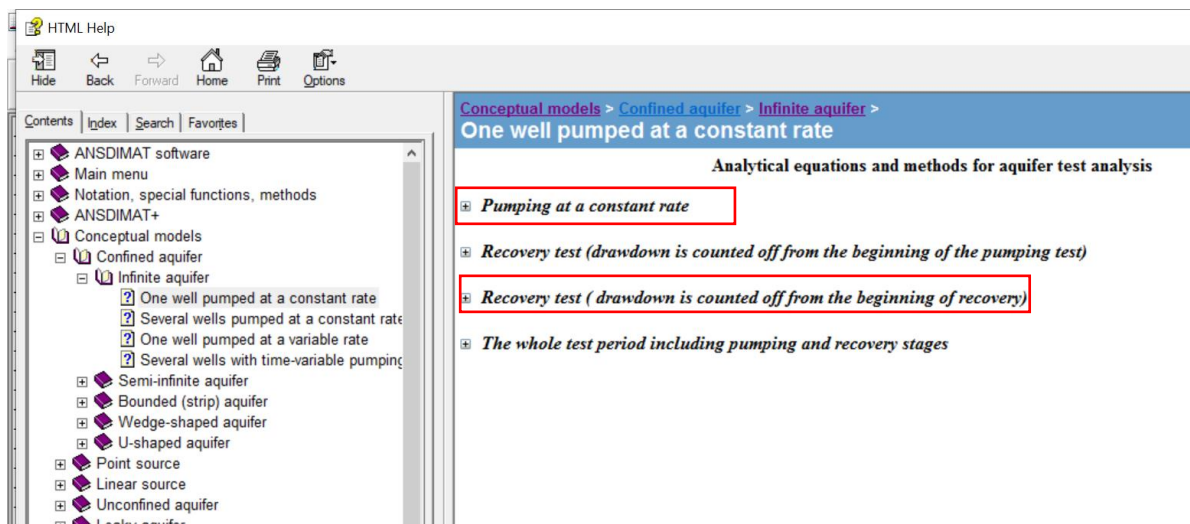 HTML Help
Hide Back Forward Home Print Options
Contents Index Search Favorites
ANSDIMAT software
Main menu
Notation, special functions, methods
ANSDIMAT+
Conceptual models
Confined aquifer
Infinite aquifer
One well pumped at a constant rate
Several wells pumped at a constant rate
One well pumped at a variable rate
Several wells with time-variable pumping
Semi-infinite aquifer
Bounded (strip) aquifer
Wedge-shaped aquifer
U-shaped aquifer
Point source
Linear source
Unconfined aquifer
Leaky aquifer
Conceptual models > Confined aquifer > Infinite aquifer >
One well pumped at a constant rate
Analytical equations and methods for aquifer test analysis
Pumping at a constant rate
Recovery test (drawdown is counted off from the beginning of the pumping test)
Recovery test ( drawdown is counted off from the beginning of recovery)
The whole test period including pumping and recovery stages